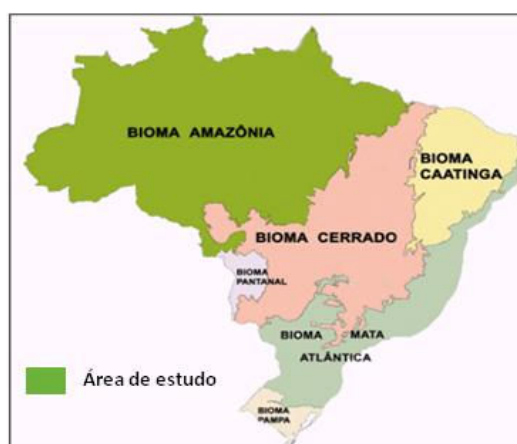 BIOMA AMAZÔNIA
BIOMA
CAATINGA
BIOMA CERRADO
BIOMA
PANTANAL
BIOMA MATA
ATLÂNTICA
Área de estudo
BIOMA
PAMPA